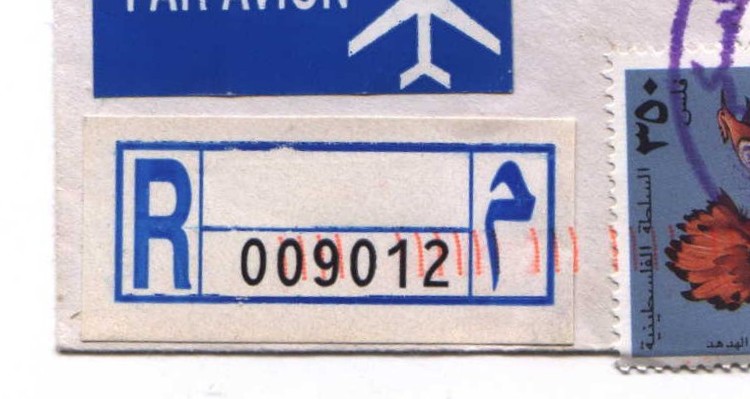 PAR AVION
R
009012
م
٣٥٠
فلس
السلطة الفلسطينية
الهدهد